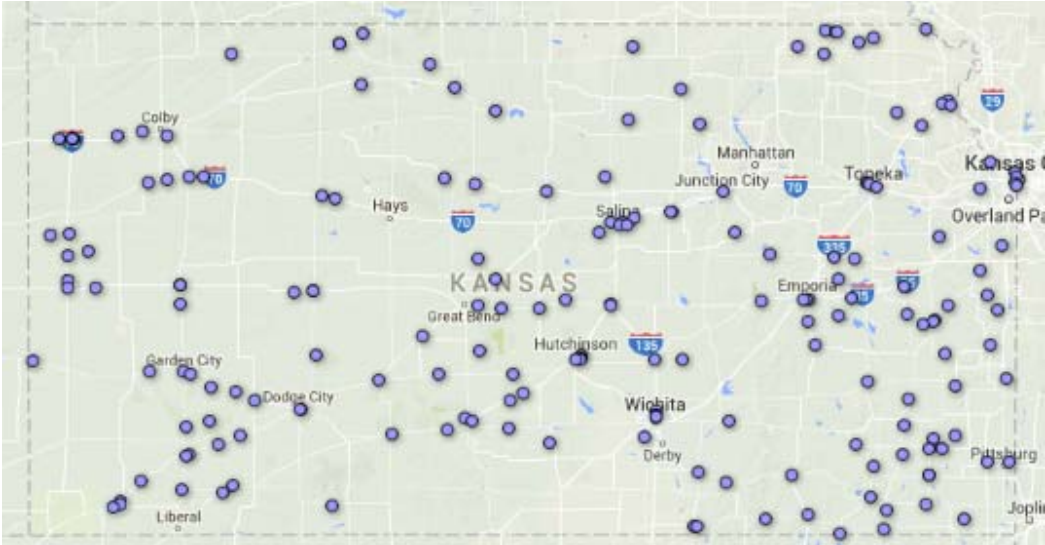 Colby
29
Manhattan
Kansas C
70
Junction City
70
Topeka
Hays
70
Salina
Overland Pa
335
KANSAS
Emporia
35
Great Bend
Hutchinson
135
Garden City
Dodge City
Wichita
Derby
Pittsburg
Liberal
Joplin